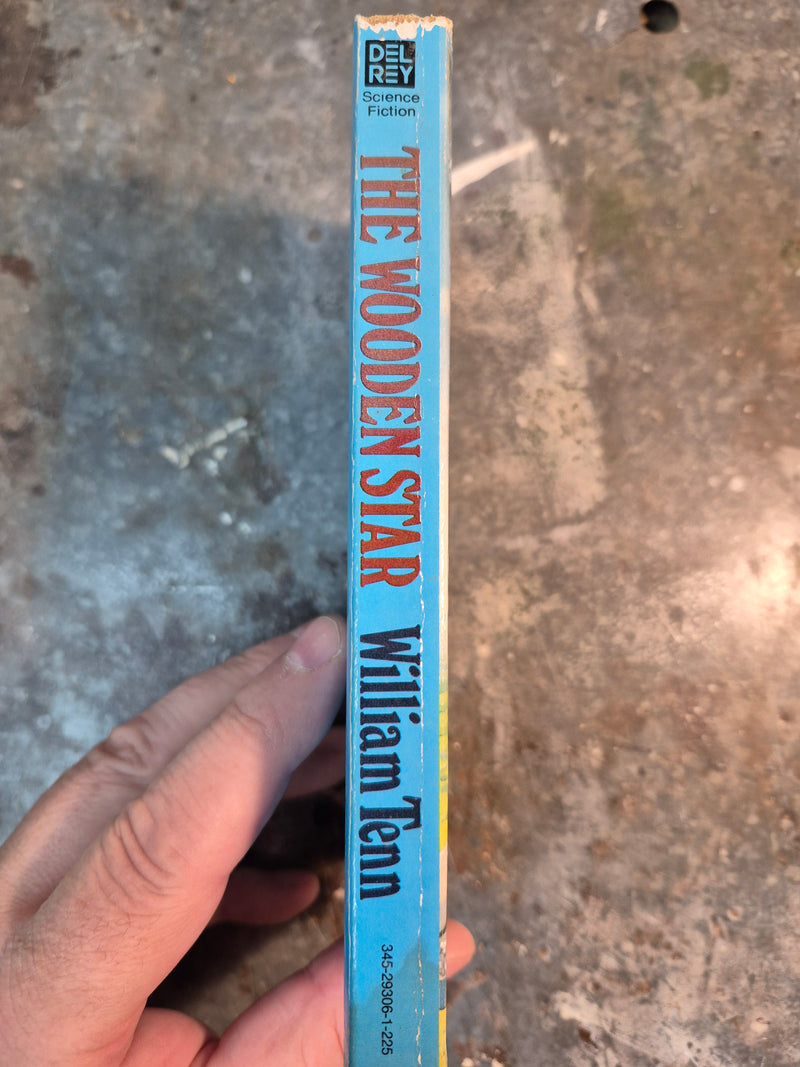 DEL
REY
Science
Fiction
THE WOODEN STAR William Tenn
345-29306-1-225